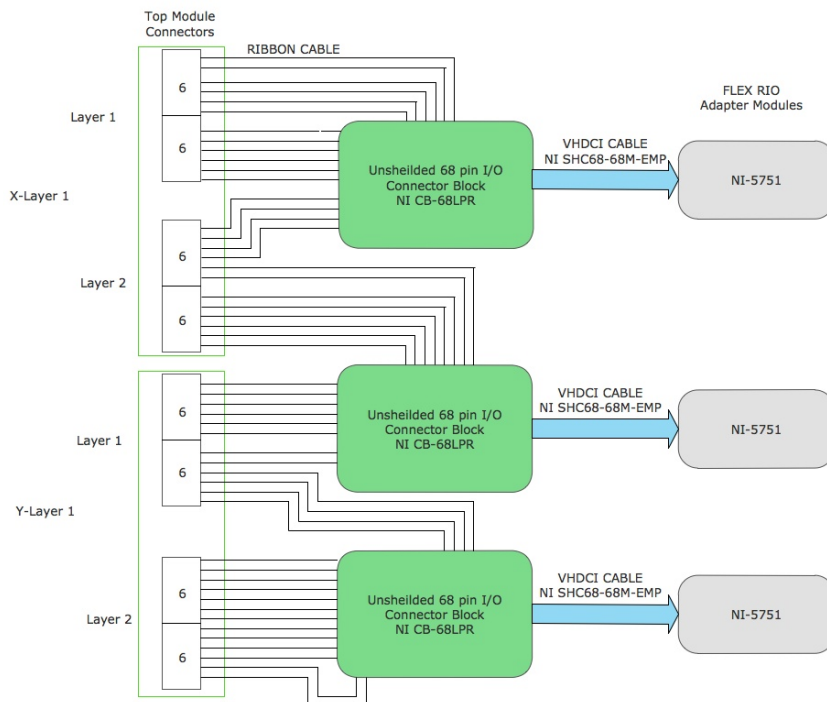 Top Module
Connectors
RIBBON CABLE
FLEX RIO
Adapter Modules
6
Layer 1
6
X-Layer 1
6
Layer 2
6
Unsheilded 68 pin I/O
Connector Block
NI CB-68LPR
VHDCI CABLE
NI SHC68-68M-EMP
NI-5751
6
Layer 1
6
Y-Layer 1
6
Layer 2
6
Unsheilded 68 pin I/O
Connector Block
NI CB-68LPR
VHDCI CABLE
NI SHC68-68M-EMP
NI-5751
Unsheilded 68 pin I/O
Connector Block
NI CB-68LPR
VHDCI CABLE
NI SHC68-68M-EMP
NI-5751